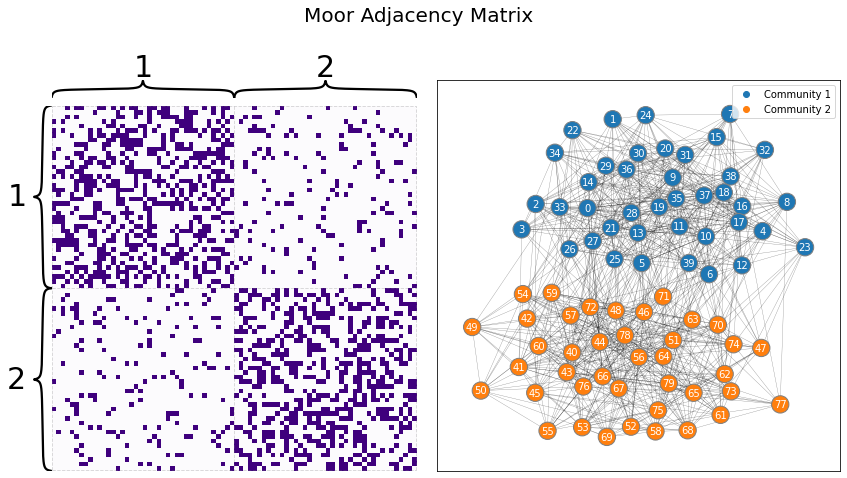 Moor Adjacency Matrix
1 2
1
2
Community 1
Community 2
1 24 7
22 15
34 30 20 31 32
29 36
14 9 38
35 37 18
2 33 0 28 19 16 8
3 21 13 11 10 17 4
26 27 23
25 5 39 6 12
54 59 72 48 46 71
49 42 57 63 70
60 40 44 78 56 64 51 74 47
41 43 76 66 67 79 62
50 45 65 73
55 53 69 52 58 75 68 61 77